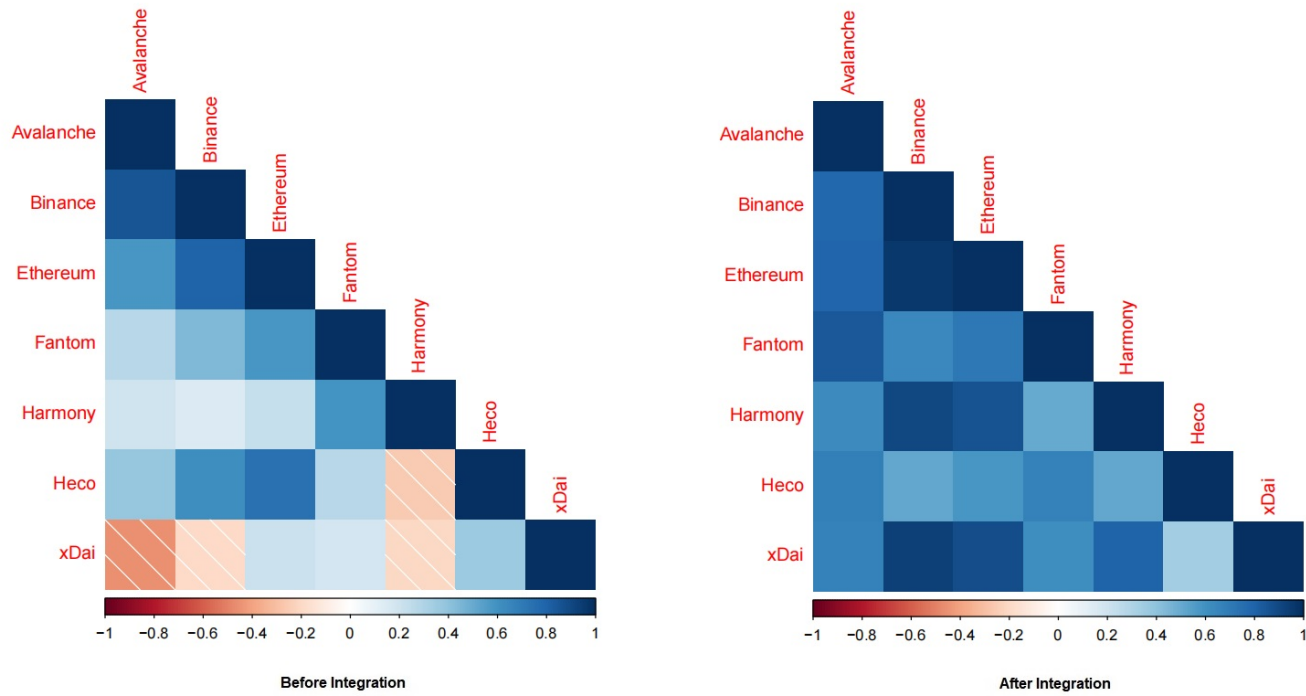 Avalanche
Binance
Ethereum
Fantom
Harmony
Heco
xDai
Avalanche
Binance
Ethereum
Fantom
Harmony
Heco
xDai
−1 −0.8 −0.6 −0.4 −0.2 0 0.2 0.4 0.6 0.8 1
Before Integration
Avalanche
Binance
Ethereum
Fantom
Harmony
Heco
xDai
Avalanche
Binance
Ethereum
Fantom
Harmony
Heco
xDai
−1 −0.8 −0.6 −0.4 −0.2 0 0.2 0.4 0.6 0.8 1
After Integration